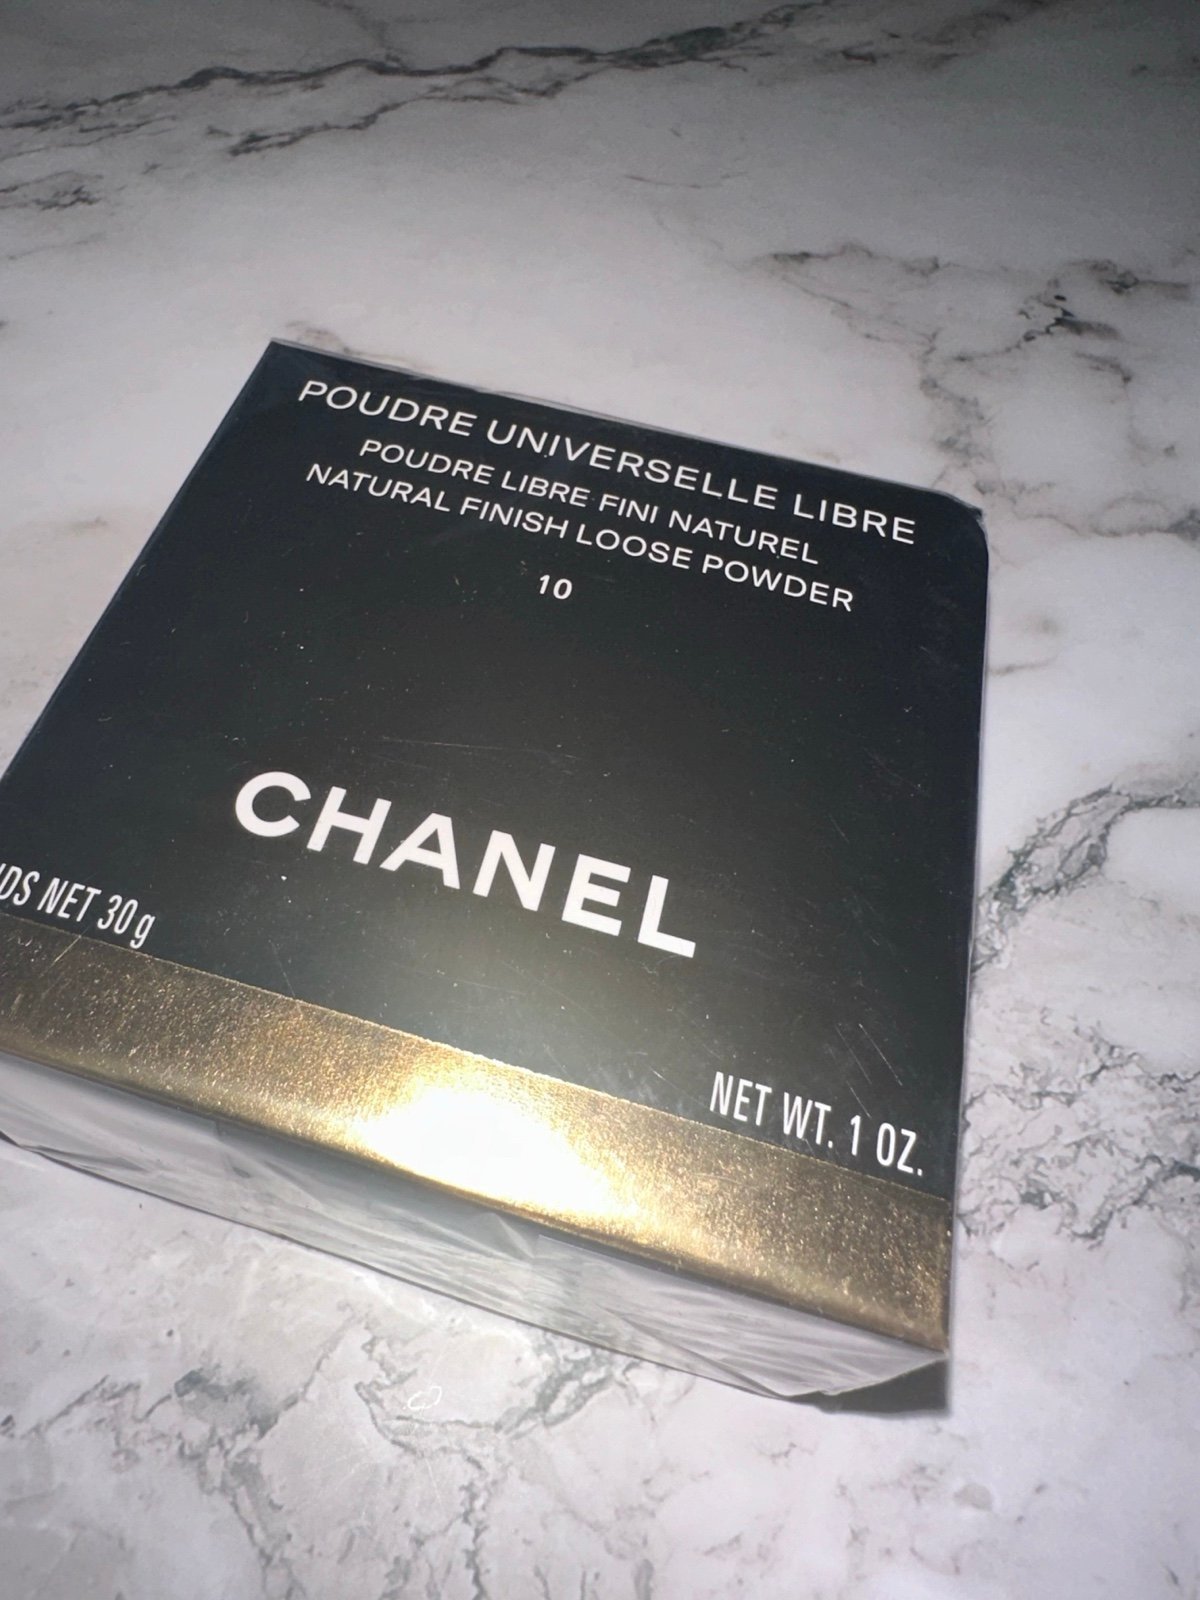 POUDRE UNIVERSELLE LIBRE
POUDRE LIBRE FINI NATUREL
NATURAL FINISH LOOSE POWDER
10
CHANEL
NET 30 g
NET WT. 1 OZ.